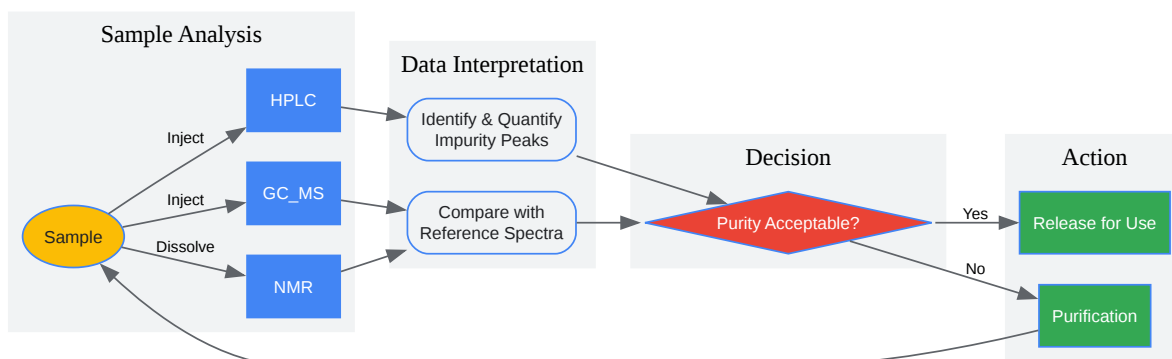 Sample Analysis
HPLC
Inject
GC_MS
Inject
Sample
Dissolve
NMR
Data Interpretation
Identify & Quantify
Impurity Peaks
Compare with
Reference Spectra
Decision
Purity Acceptable?
Yes
No
Action
Release for Use
Purification